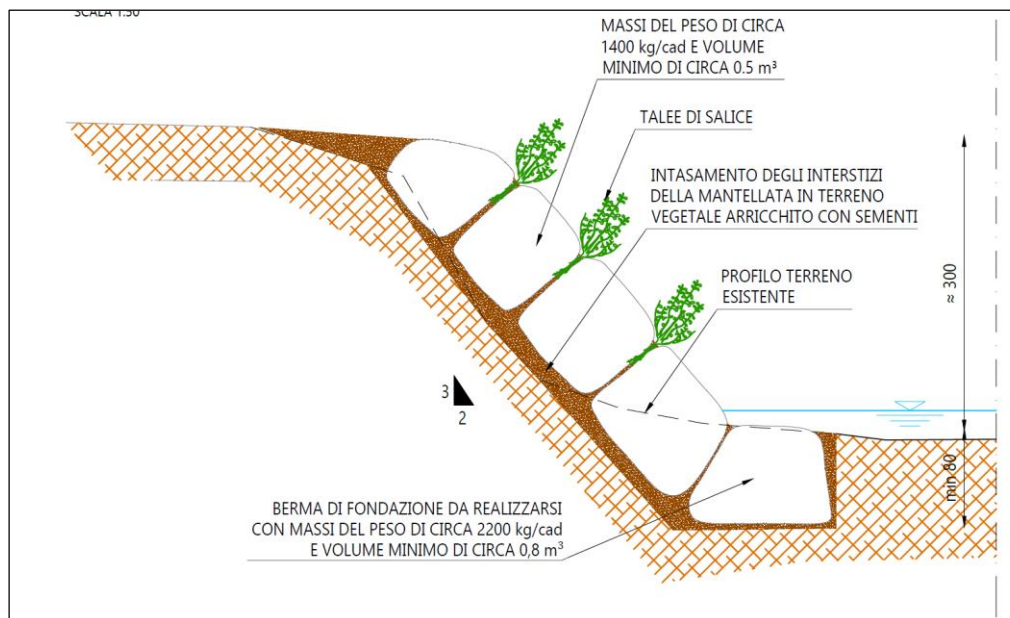 SCALA 1:50
MASSI DEL PESO DI CIRCA
1400 kg/cad E VOLUME
MINIMO DI CIRCA 0.5 m³
TALEE DI SALICE
INTASAMENTO DEGLI INTERSTIZI
DELLA MANTELLATA IN TERRENO
VEGETALE ARRICCHITO CON SEMENTI
PROFILO TERRENO
ESISTENTE
≈ 300
3
2
min 80
BERMA DI FONDAZIONE DA REALIZZARSI
CON MASSI DEL PESO DI CIRCA 2200 kg/cad
E VOLUME MINIMO DI CIRCA 0,8 m³